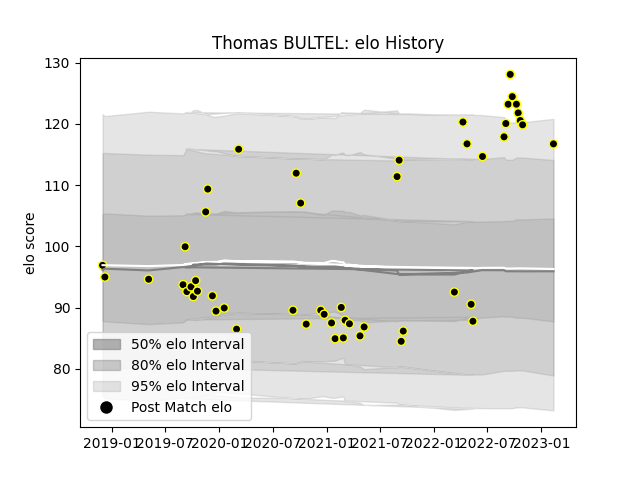 Thomas BULTEL: elo History
elo score
130
120
110
100
90
80
50% elo Interval
80% elo Interval
95% elo Interval
Post Match elo
2019-01 2019-07 2020-01 2020-07 2021-01 2021-07 2022-01 2022-07 2023-01